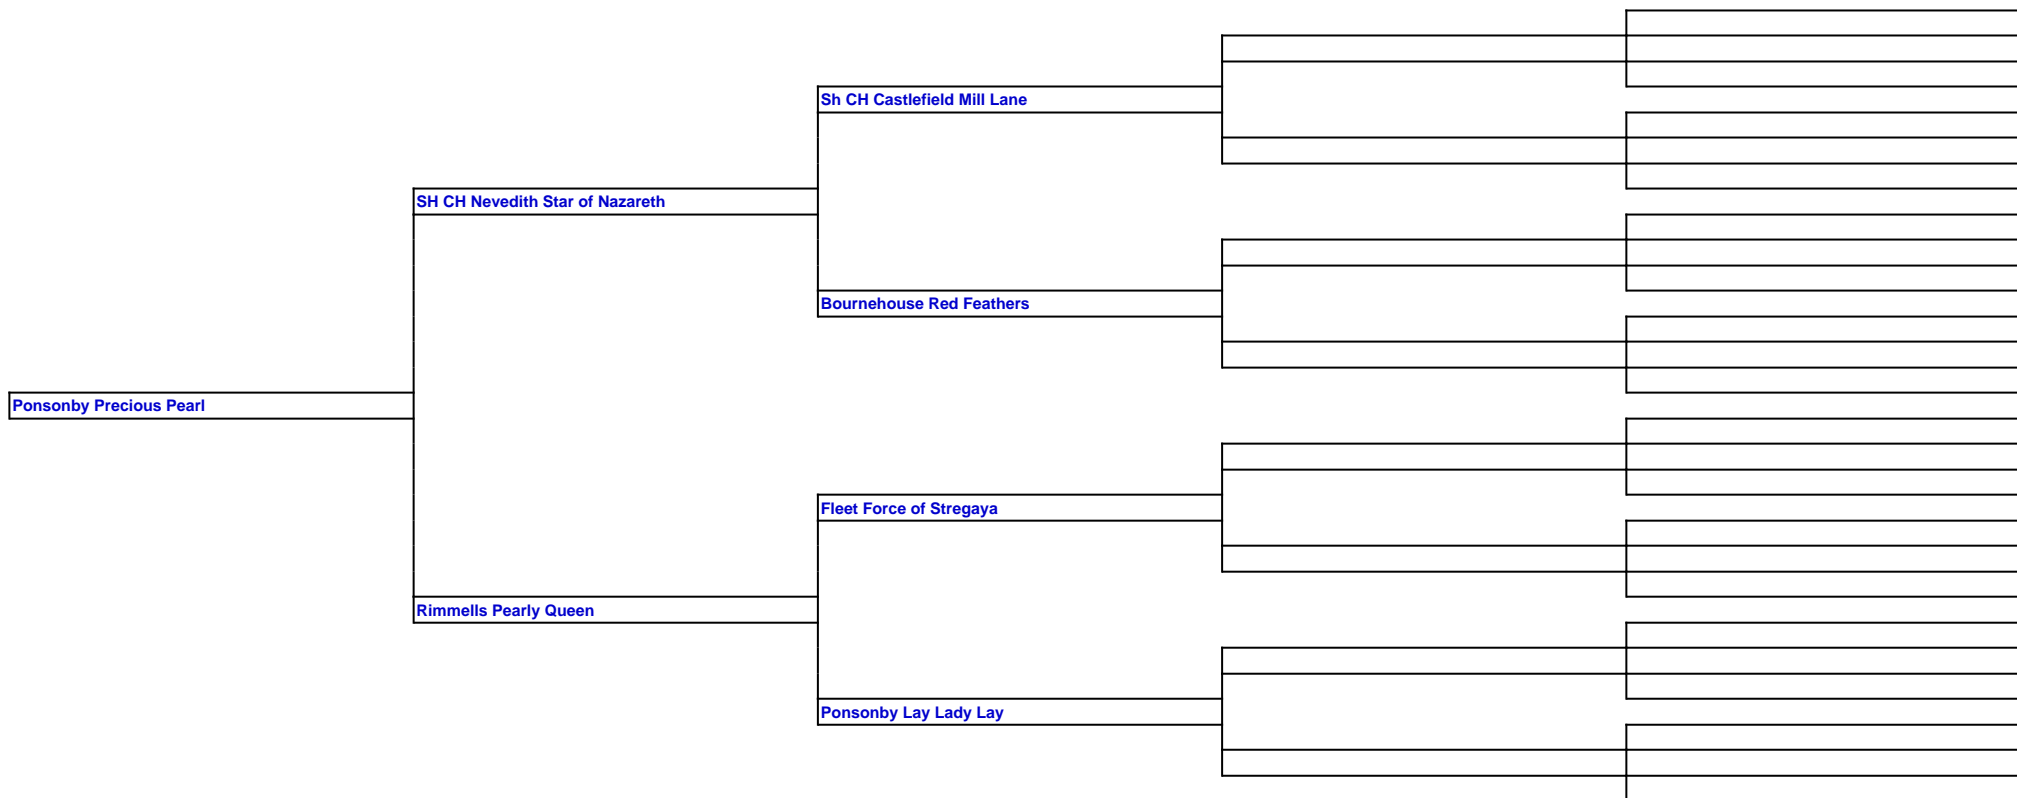 Sh CH Castlefield Mill Lane
SH CH Nevedith Star of Nazareth
Bournehouse Red Feathers
Ponsonby Precious Pearl
Fleet Force of Stregaya
Rimmells Pearly Queen
Ponsonby Lay Lady Lay